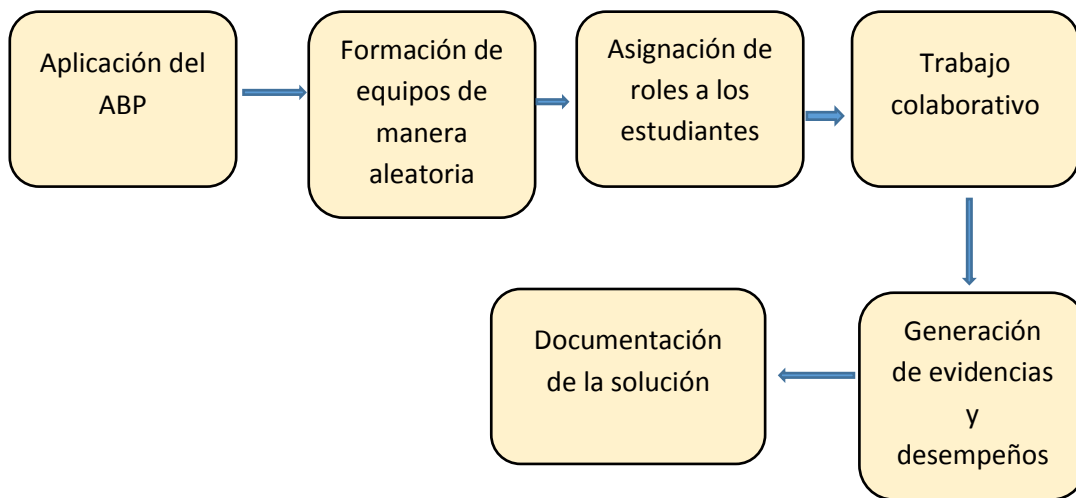 Aplicación del
ABP
Formación de
equipos de
manera
aleatoria
Asignación de
roles a los
estudiantes
Trabajo
colaborativo
Generación
de evidencias
y
desempeños
Documentación
de la solución